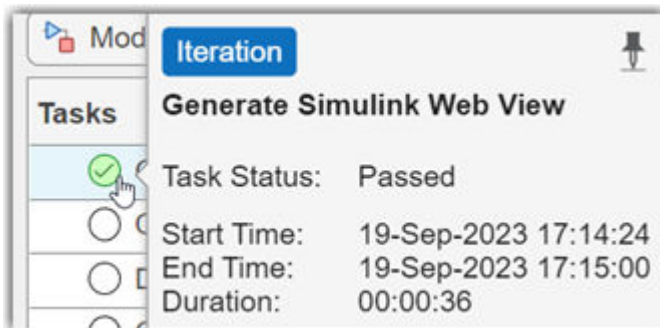 Mod
Iteration
Tasks
Generate Simulink Web View
Task Status: Passed
Start Time: 19-Sep-2023 17:14:24
End Time: 19-Sep-2023 17:15:00
Duration: 00:00:36